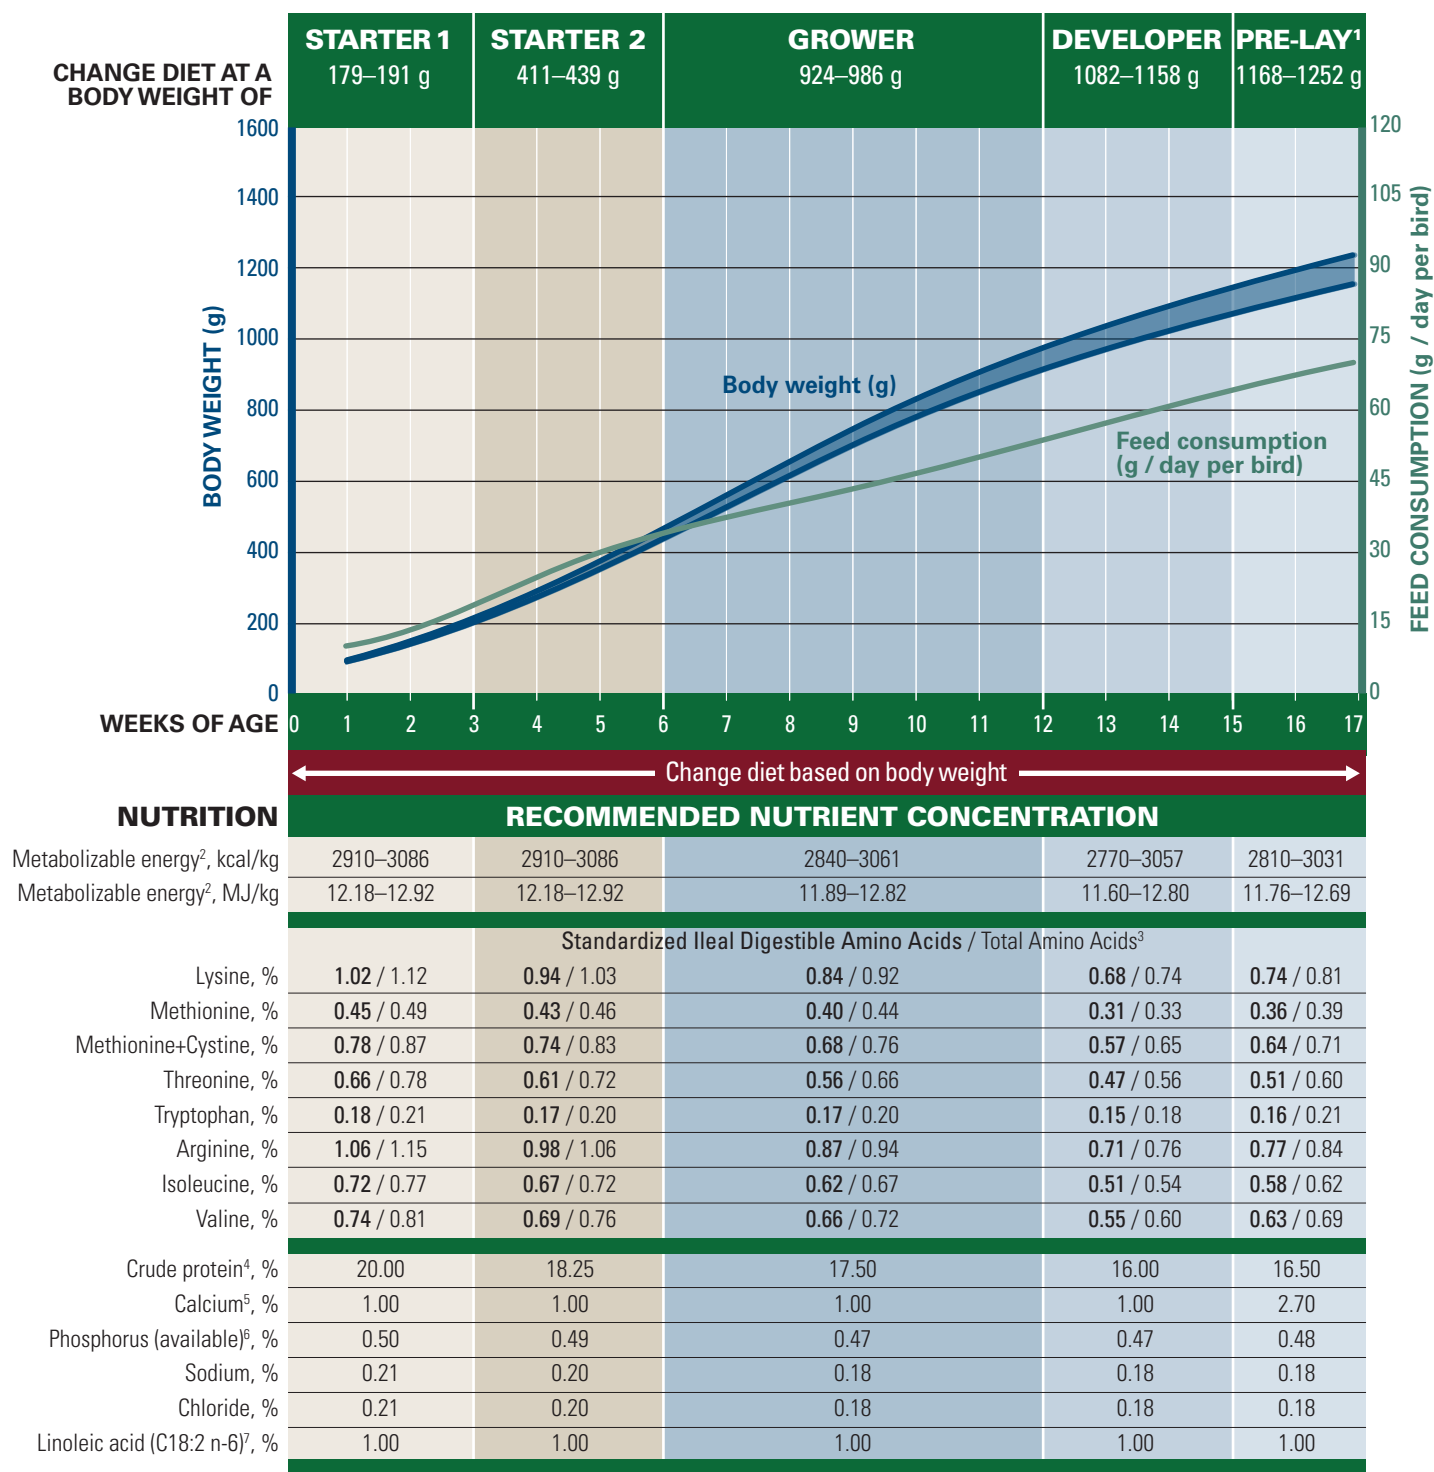 STARTER 1 STARTER 2 GROWER DEVELOPER PRE-LAY¹
CHANGE DIET AT A BODY WEIGHT OF 179–191 g 411–439 g 924–986 g 1082–1158 g 1168–1252 g
1600 120
1400 105
1200 90
1000 75
800 60
600 45
400 30
200 15
0 0
BODY WEIGHT (g)
FEED CONSUMPTION (g / day per bird)
Body weight (g)
Feed consumption
(g / day per bird)
WEEKS OF AGE 0 1 2 3 4 5 6 7 8 9 10 11 12 13 14 15 16 17
Change diet based on body weight
NUTRITION RECOMMENDED NUTRIENT CONCENTRATION
Metabolizable energy², kcal/kg 2910–3086 2910–3086 2840–3061 2770–3057 2810–3031
Metabolizable energy², MJ/kg 12.18–12.92 12.18–12.92 11.89–12.82 11.60–12.80 11.76–12.69
Standardized Ileal Digestible Amino Acids / Total Amino Acids³
Lysine, % 1.02 / 1.12 0.94 / 1.03 0.84 / 0.92 0.68 / 0.74 0.74 / 0.81
Methionine, % 0.45 / 0.49 0.43 / 0.46 0.40 / 0.44 0.31 / 0.33 0.36 / 0.39
Methionine+Cystine, % 0.78 / 0.87 0.74 / 0.83 0.68 / 0.76 0.57 / 0.65 0.64 / 0.71
Threonine, % 0.66 / 0.78 0.61 / 0.72 0.56 / 0.66 0.47 / 0.56 0.51 / 0.60
Tryptophan, % 0.18 / 0.21 0.17 / 0.20 0.17 / 0.20 0.15 / 0.18 0.16 / 0.21
Arginine, % 1.06 / 1.15 0.98 / 1.06 0.87 / 0.94 0.71 / 0.76 0.77 / 0.84
Isoleucine, % 0.72 / 0.77 0.67 / 0.72 0.62 / 0.67 0.51 / 0.54 0.58 / 0.62
Valine, % 0.74 / 0.81 0.69 / 0.76 0.66 / 0.72 0.55 / 0.60 0.63 / 0.69
Crude protein⁴, % 20.00 18.25 17.50 16.00 16.50
Calcium⁵, % 1.00 1.00 1.00 1.00 2.70
Phosphorus (available)⁶, % 0.50 0.49 0.47 0.47 0.48
Sodium, % 0.21 0.20 0.18 0.18 0.18
Chloride, % 0.21 0.20 0.18 0.18 0.18
Linoleic acid (C18:2 n-6)⁷, % 1.00 1.00 1.00 1.00 1.00